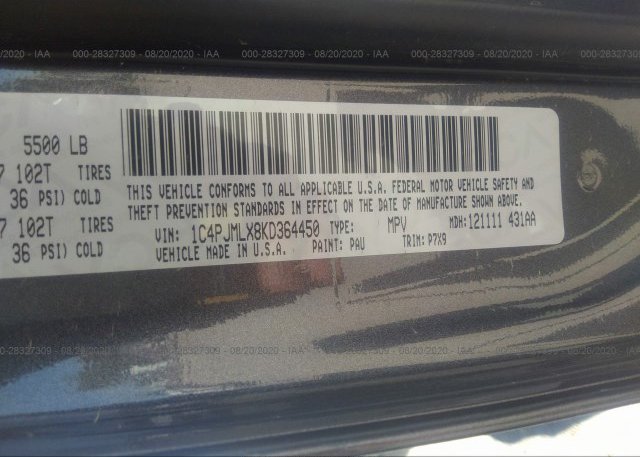 000-28327309 - 08/20/2020 - IAA
5500 LB
7 102T TIRES
36 PSI) COLD
7 102T TIRES
36 PSI) COLD
THIS VEHICLE CONFORMS TO ALL APPLICABLE U.S.A. FEDERAL MOTOR VEHICLE SAFETY AND
THEFT PREVENTION STANDARDS IN EFFECT ON THE DATE OF MANUFACTURE SHOWN ABOVE.
VIN: 1C4PJMLX8KD364450 TYPE: MPV MDH: 121111 431AA
VEHICLE MADE IN U.S.A. PAINT: PAU TRIM: P7X9
000-28327309 - 08/20/2020 - IAA